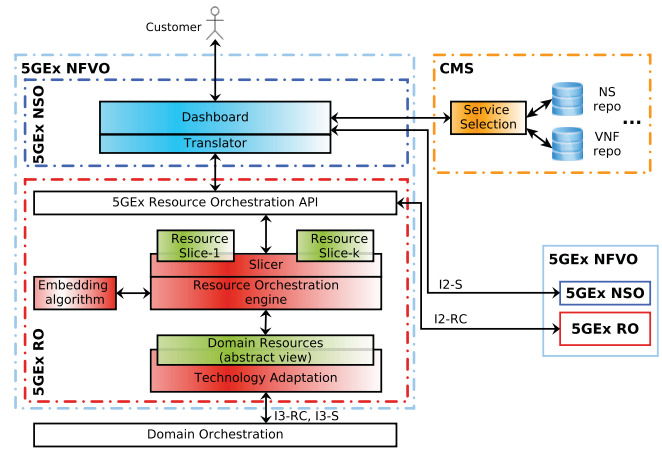 Customer
5GEx NFVO
5GEx NSO
Dashboard
Translator
CMS
Service
Selection
NS
repo
VNF
repo
...
5GEx RO
5GEx Resource Orchestration API
Resource
Slice-1
Resource
Slice-k
Slicer
Resource Orchestration
engine
Embedding
algorithm
Domain Resources
(abstract view)
Technology Adaptation
I3-RC, I3-S
Domain Orchestration
I2-S
I2-RC
5GEx NFVO
5GEx NSO
5GEx RO